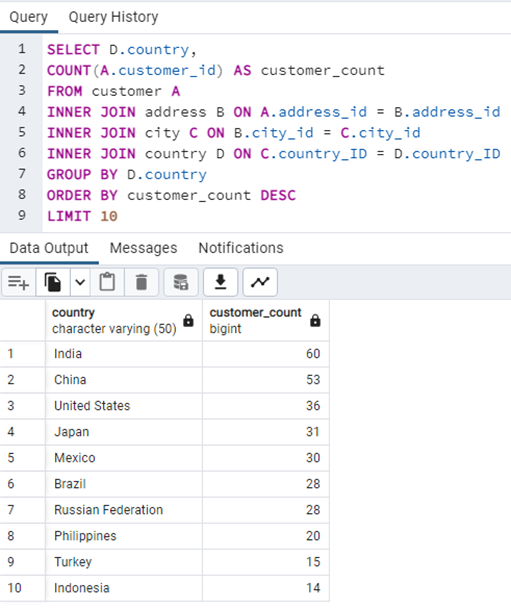 Query Query History
1 SELECT D.country,
2 COUNT(A.customer_id) AS customer_count
3 FROM customer A
4 INNER JOIN address B ON A.address_id = B.address_id
5 INNER JOIN city C ON B.city_id = C.city_id
6 INNER JOIN country D ON C.country_ID = D.country_ID
7 GROUP BY D.country
8 ORDER BY customer_count DESC
9 LIMIT 10
Data Output Messages Notifications
country customer_count
character varying (50) bigint
1 India 60
2 China 53
3 United States 36
4 Japan 31
5 Mexico 30
6 Brazil 28
7 Russian Federation 28
8 Philippines 20
9 Turkey 15
10 Indonesia 14